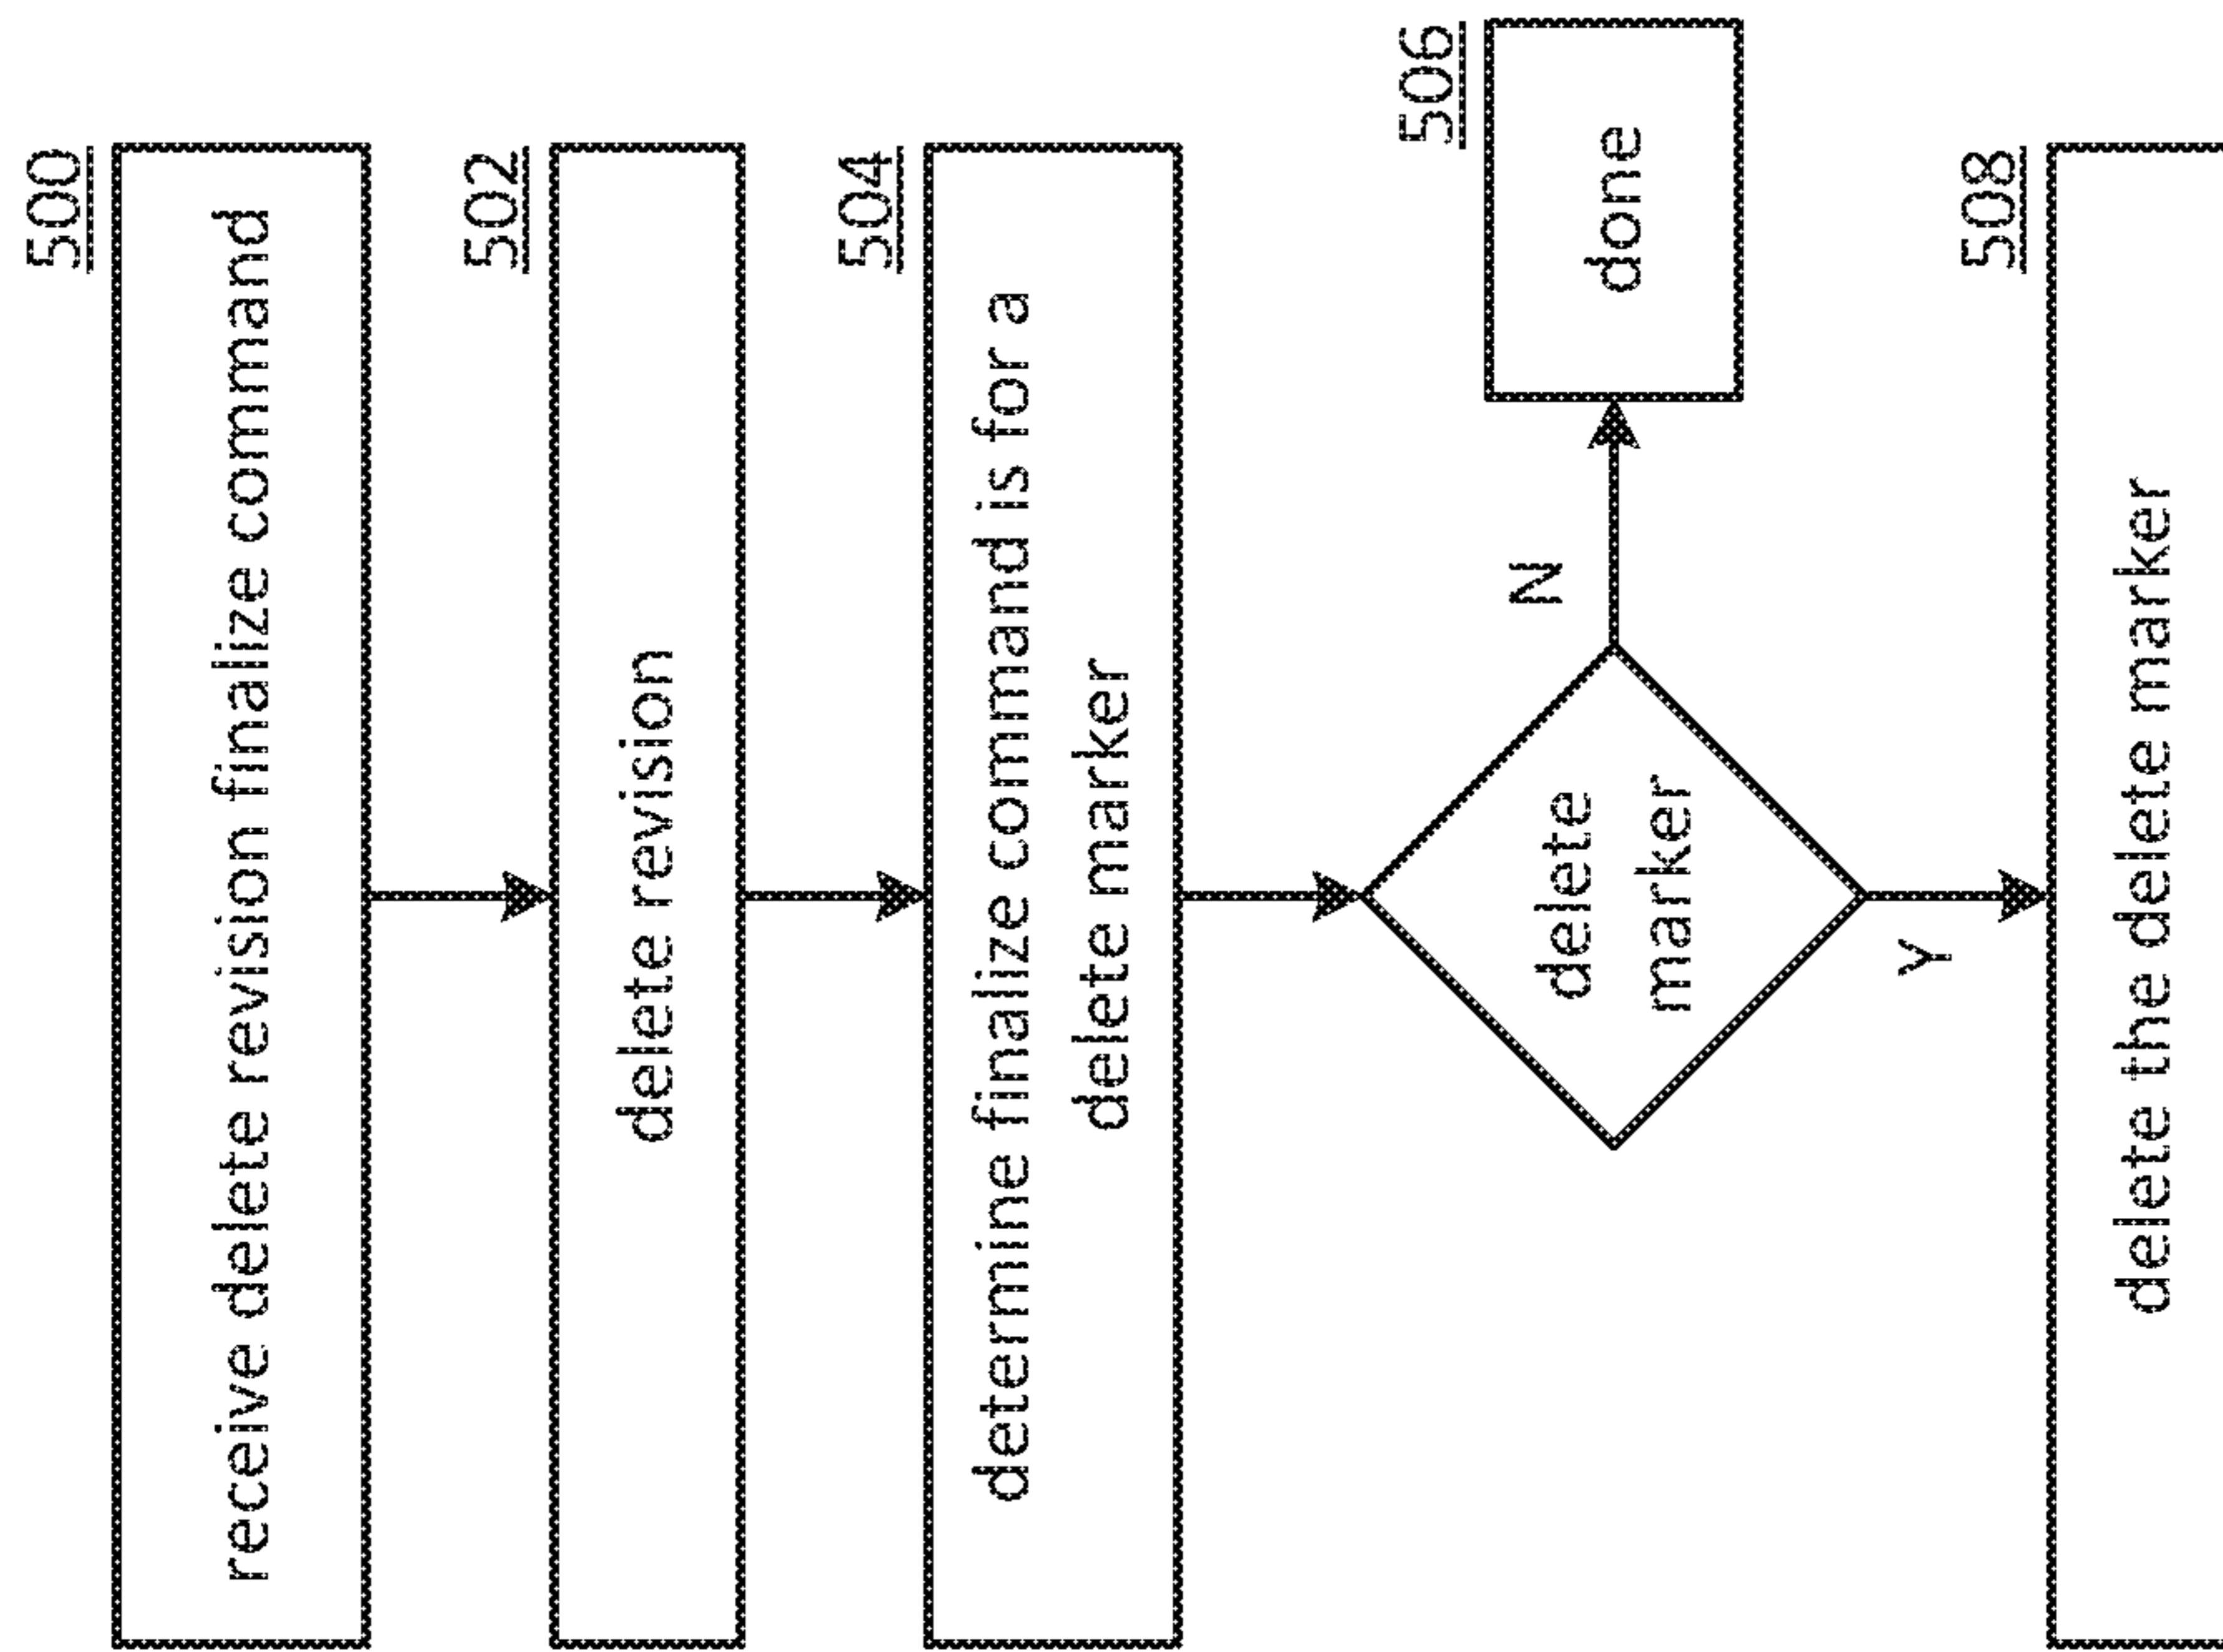 500
receive delete revision finalize command
502
delete revision
504
determine finalize command is for a
delete marker
delete
marker
N
506
done
Y
508
delete the delete marker